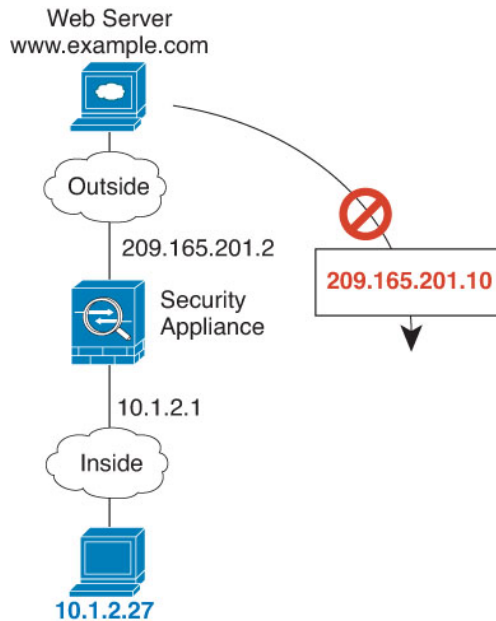 Web Server
www.example.com
Outside
209.165.201.2
209.165.201.10
Security
Appliance
10.1.2.1
Inside
10.1.2.27